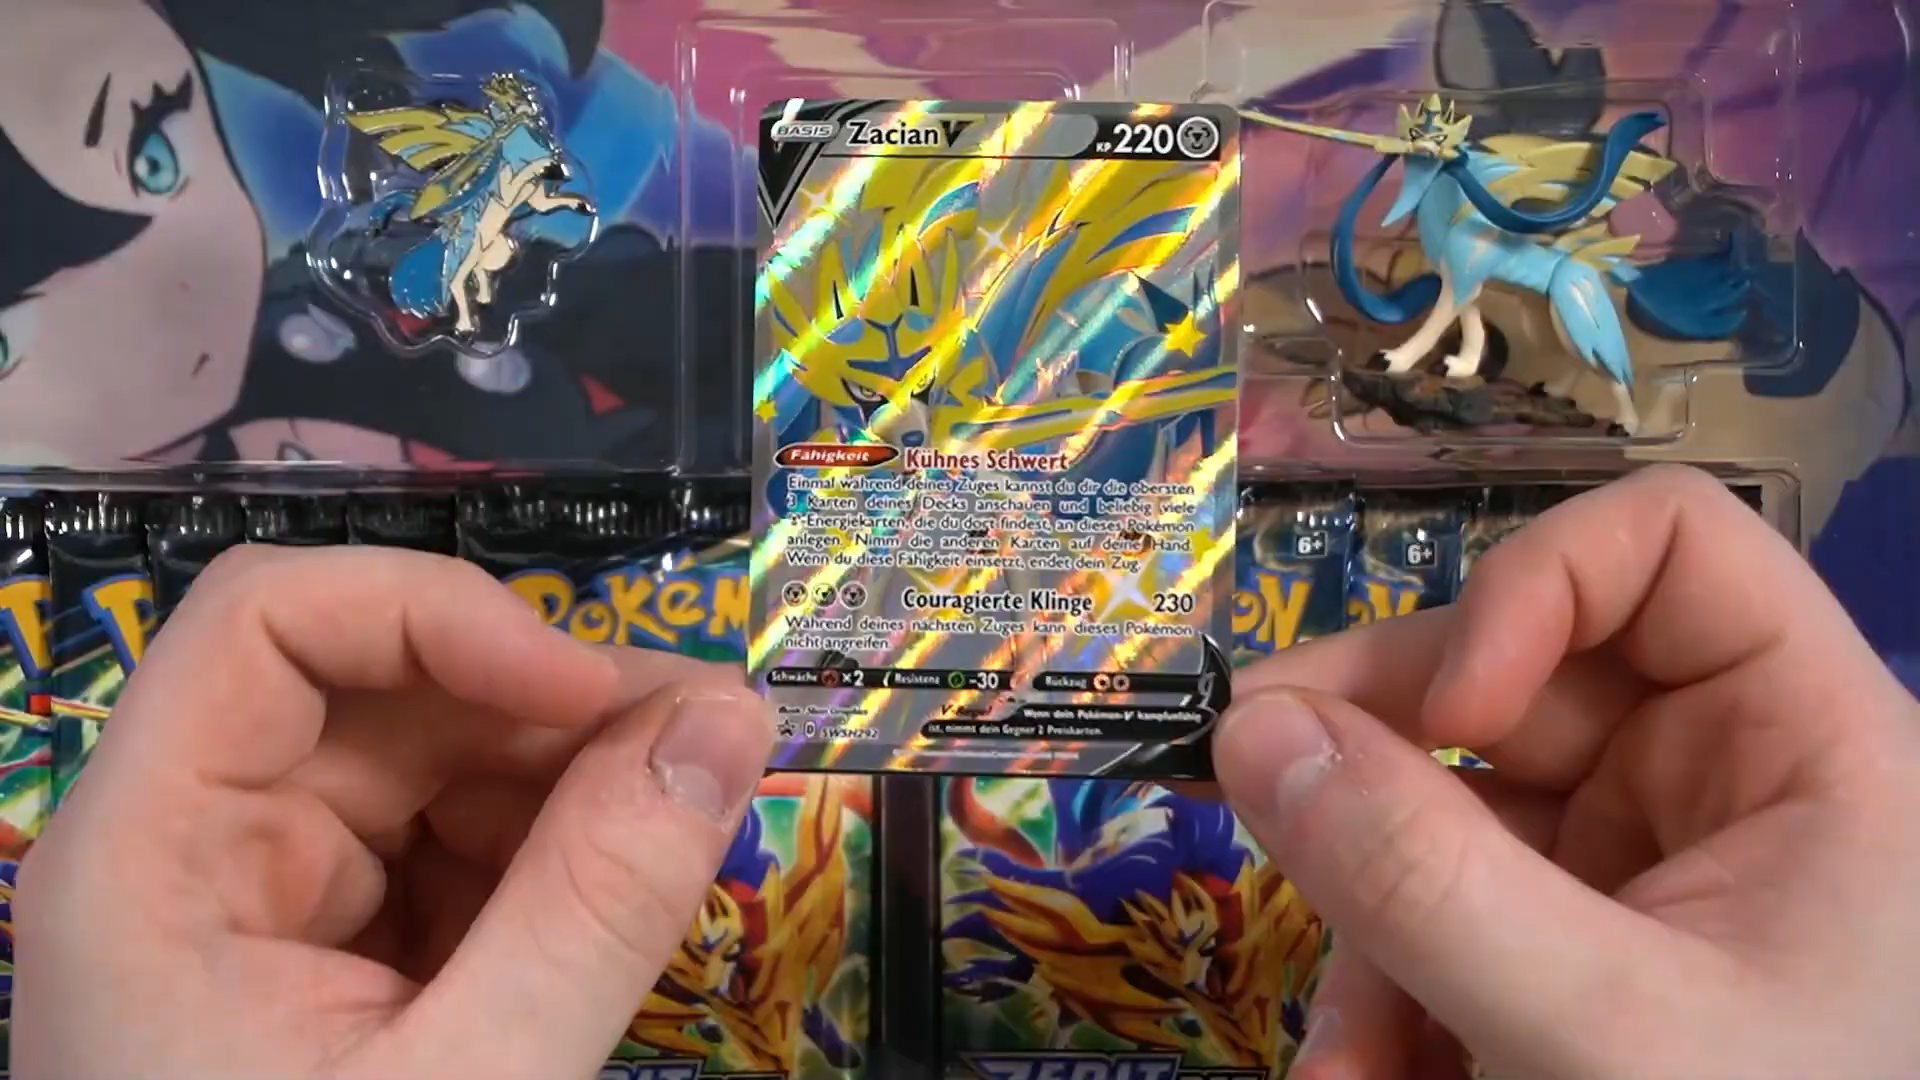 BASIS Zacian V KP 220
Fähigkeit Kühnes Schwert
Einmal während deines Zuges kannst du dir die obersten
3 Karten deines Decks anschauen und beliebig viele
-Energiekarten, die du dort findest, an dieses Pokémon
anlegen. Nimm die anderen Karten auf deine Hand.
Wenn du diese Fähigkeit einsetzt, endet dein Zug.
Couragierte Klinge 230
Während deines nächsten Zuges kann dieses Pokémon
nicht angreifen.
Schwäche ×2 Resistenz -30 Rückzug
V-Regel Wenn dein Pokémon-V kampfunfähig
ist, nimmt dein Gegner 2 Preiskarten.
D SWSH292
6+
6+
POKéM
ON
P
P
ZENIT